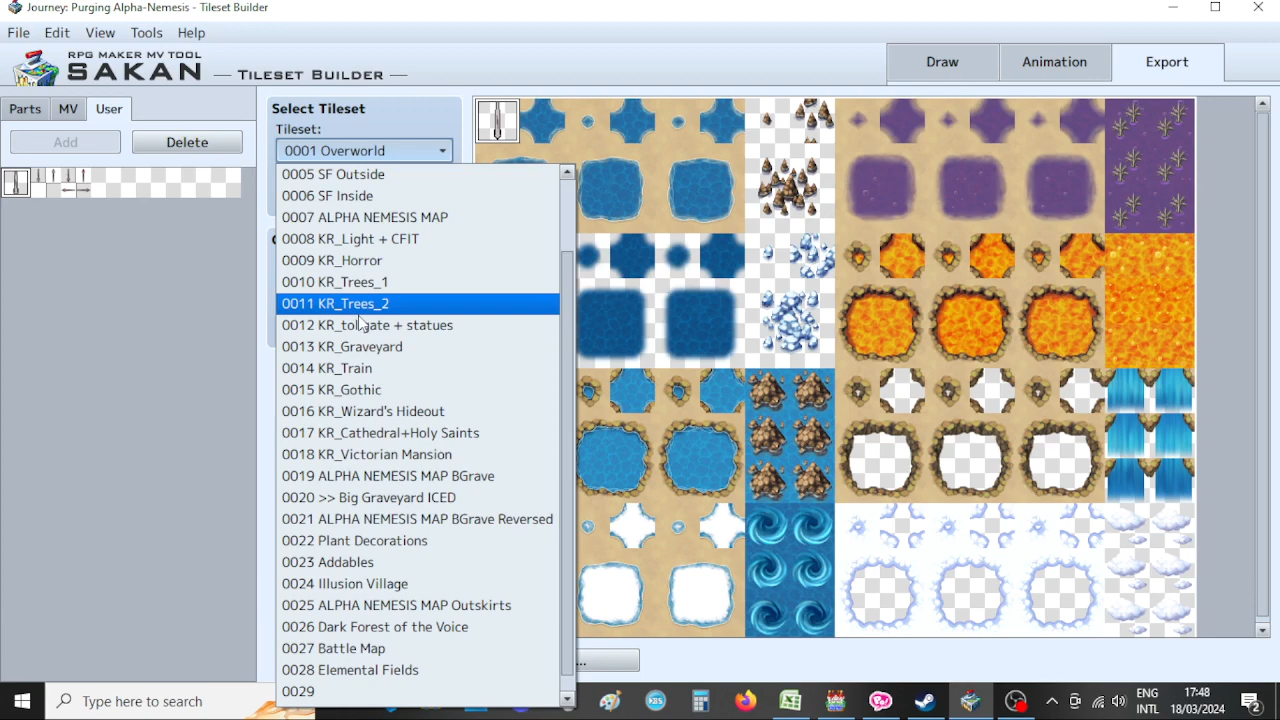 Journey: Purging Alpha-Nemesis - Tileset Builder
File Edit View Tools Help
RPG MAKER MV TOOL
SAKAN — TILESET BUILDER —
Draw Animation Export
Parts MV User
Add Delete
Select Tileset
Tileset:
0001 Overworld
0005 SF Outside
0006 SF Inside
0007 ALPHA NEMESIS MAP
0008 KR_Light + CFIT
0009 KR_Horror
0010 KR_Trees_1
0011 KR_Trees_2
0012 KR_tollgate + statues
0013 KR_Graveyard
0014 KR_Train
0015 KR_Gothic
0016 KR_Wizard's Hideout
0017 KR_Cathedral+Holy Saints
0018 KR_Victorian Mansion
0019 ALPHA NEMESIS MAP BGrave
0020 >> Big Graveyard ICED
0021 ALPHA NEMESIS MAP BGrave Reversed
0022 Plant Decorations
0023 Addables
0024 Illusion Village
0025 ALPHA NEMESIS MAP Outskirts
0026 Dark Forest of the Voice
0027 Battle Map
0028 Elemental Fields
0029
...
Type here to search
ENG
INTL
17:48
18/03/2024
2